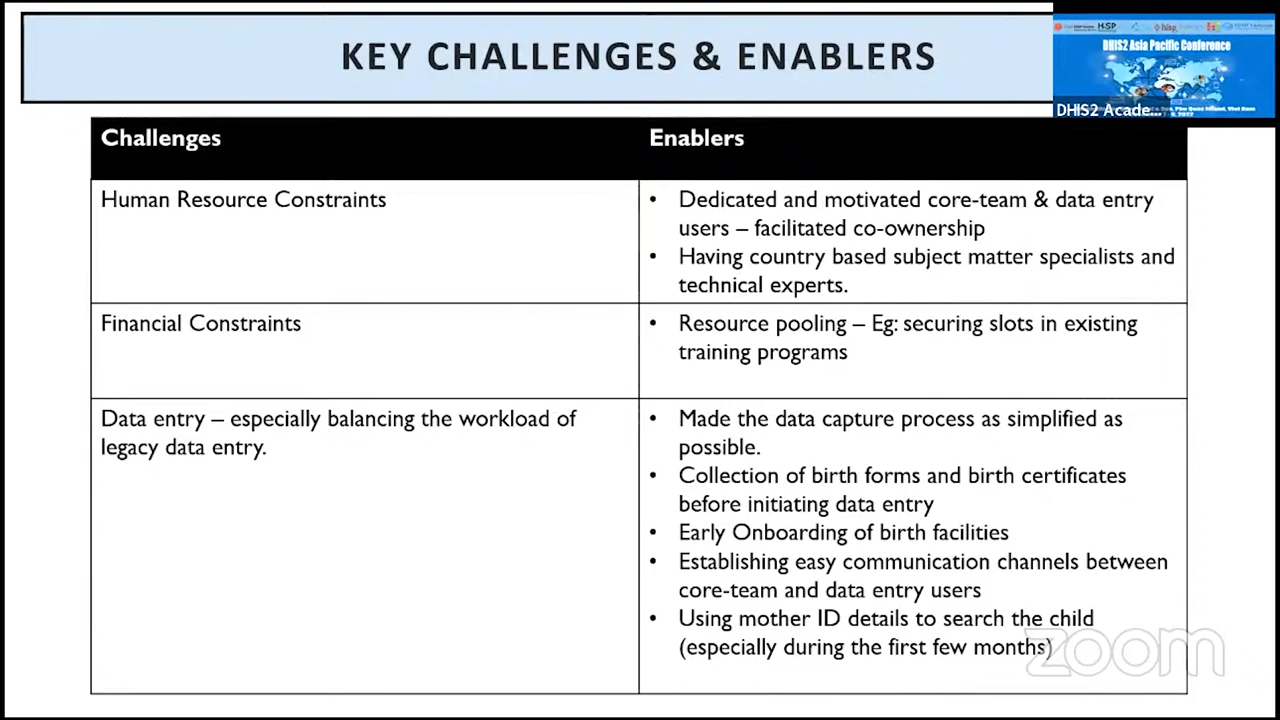 KEY CHALLENGES & ENABLERS
DHIS2 Asia Pacific Conference
DHIS2 Acade...
Challenges
Enablers
Human Resource Constraints
• Dedicated and motivated core-team & data entry
users – facilitated co-ownership
• Having country based subject matter specialists and
technical experts.
Financial Constraints
• Resource pooling – Eg: securing slots in existing
training programs
Data entry – especially balancing the workload of
legacy data entry.
• Made the data capture process as simplified as
possible.
• Collection of birth forms and birth certificates
before initiating data entry
• Early Onboarding of birth facilities
• Establishing easy communication channels between
core-team and data entry users
• Using mother ID details to search the child
(especially during the first few months)
zoom